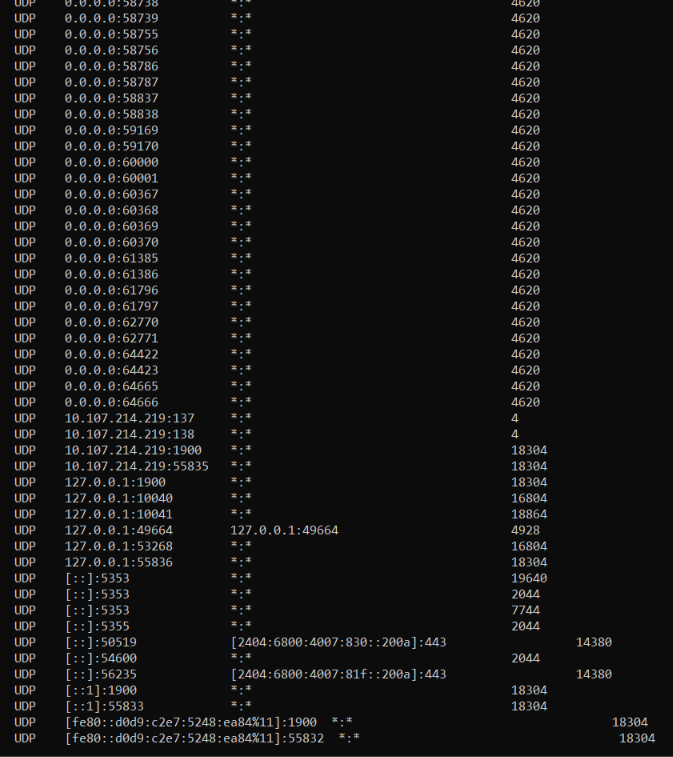 UDP 0.0.0.0:58738 *:* 4620
UDP 0.0.0.0:58739 *:* 4620
UDP 0.0.0.0:58755 *:* 4620
UDP 0.0.0.0:58756 *:* 4620
UDP 0.0.0.0:58786 *:* 4620
UDP 0.0.0.0:58787 *:* 4620
UDP 0.0.0.0:58837 *:* 4620
UDP 0.0.0.0:58838 *:* 4620
UDP 0.0.0.0:59169 *:* 4620
UDP 0.0.0.0:59170 *:* 4620
UDP 0.0.0.0:60000 *:* 4620
UDP 0.0.0.0:60001 *:* 4620
UDP 0.0.0.0:60367 *:* 4620
UDP 0.0.0.0:60368 *:* 4620
UDP 0.0.0.0:60369 *:* 4620
UDP 0.0.0.0:60370 *:* 4620
UDP 0.0.0.0:61385 *:* 4620
UDP 0.0.0.0:61386 *:* 4620
UDP 0.0.0.0:61796 *:* 4620
UDP 0.0.0.0:61797 *:* 4620
UDP 0.0.0.0:62770 *:* 4620
UDP 0.0.0.0:62771 *:* 4620
UDP 0.0.0.0:64422 *:* 4620
UDP 0.0.0.0:64423 *:* 4620
UDP 0.0.0.0:64665 *:* 4620
UDP 0.0.0.0:64666 *:* 4620
UDP 10.107.214.219:137 *:* 4
UDP 10.107.214.219:138 *:* 4
UDP 10.107.214.219:1900 *:* 18304
UDP 10.107.214.219:55835 *:* 18304
UDP 127.0.0.1:1900 *:* 18304
UDP 127.0.0.1:10040 *:* 16804
UDP 127.0.0.1:10041 *:* 18864
UDP 127.0.0.1:49664 127.0.0.1:49664 4928
UDP 127.0.0.1:53268 *:* 16804
UDP 127.0.0.1:55836 *:* 18304
UDP [::]:5353 *:* 19640
UDP [::]:5353 *:* 2044
UDP [::]:5353 *:* 7744
UDP [::]:5355 *:* 2044
UDP [::]:50519 [2404:6800:4007:830::200a]:443 14380
UDP [::]:54600 *:* 2044
UDP [::]:56235 [2404:6800:4007:81f::200a]:443 14380
UDP [::1]:1900 *:* 18304
UDP [::1]:55833 *:* 18304
UDP [fe80::d0d9:c2e7:5248:ea84%11]:1900 *:* 18304
UDP [fe80::d0d9:c2e7:5248:ea84%11]:55832 *:* 18304